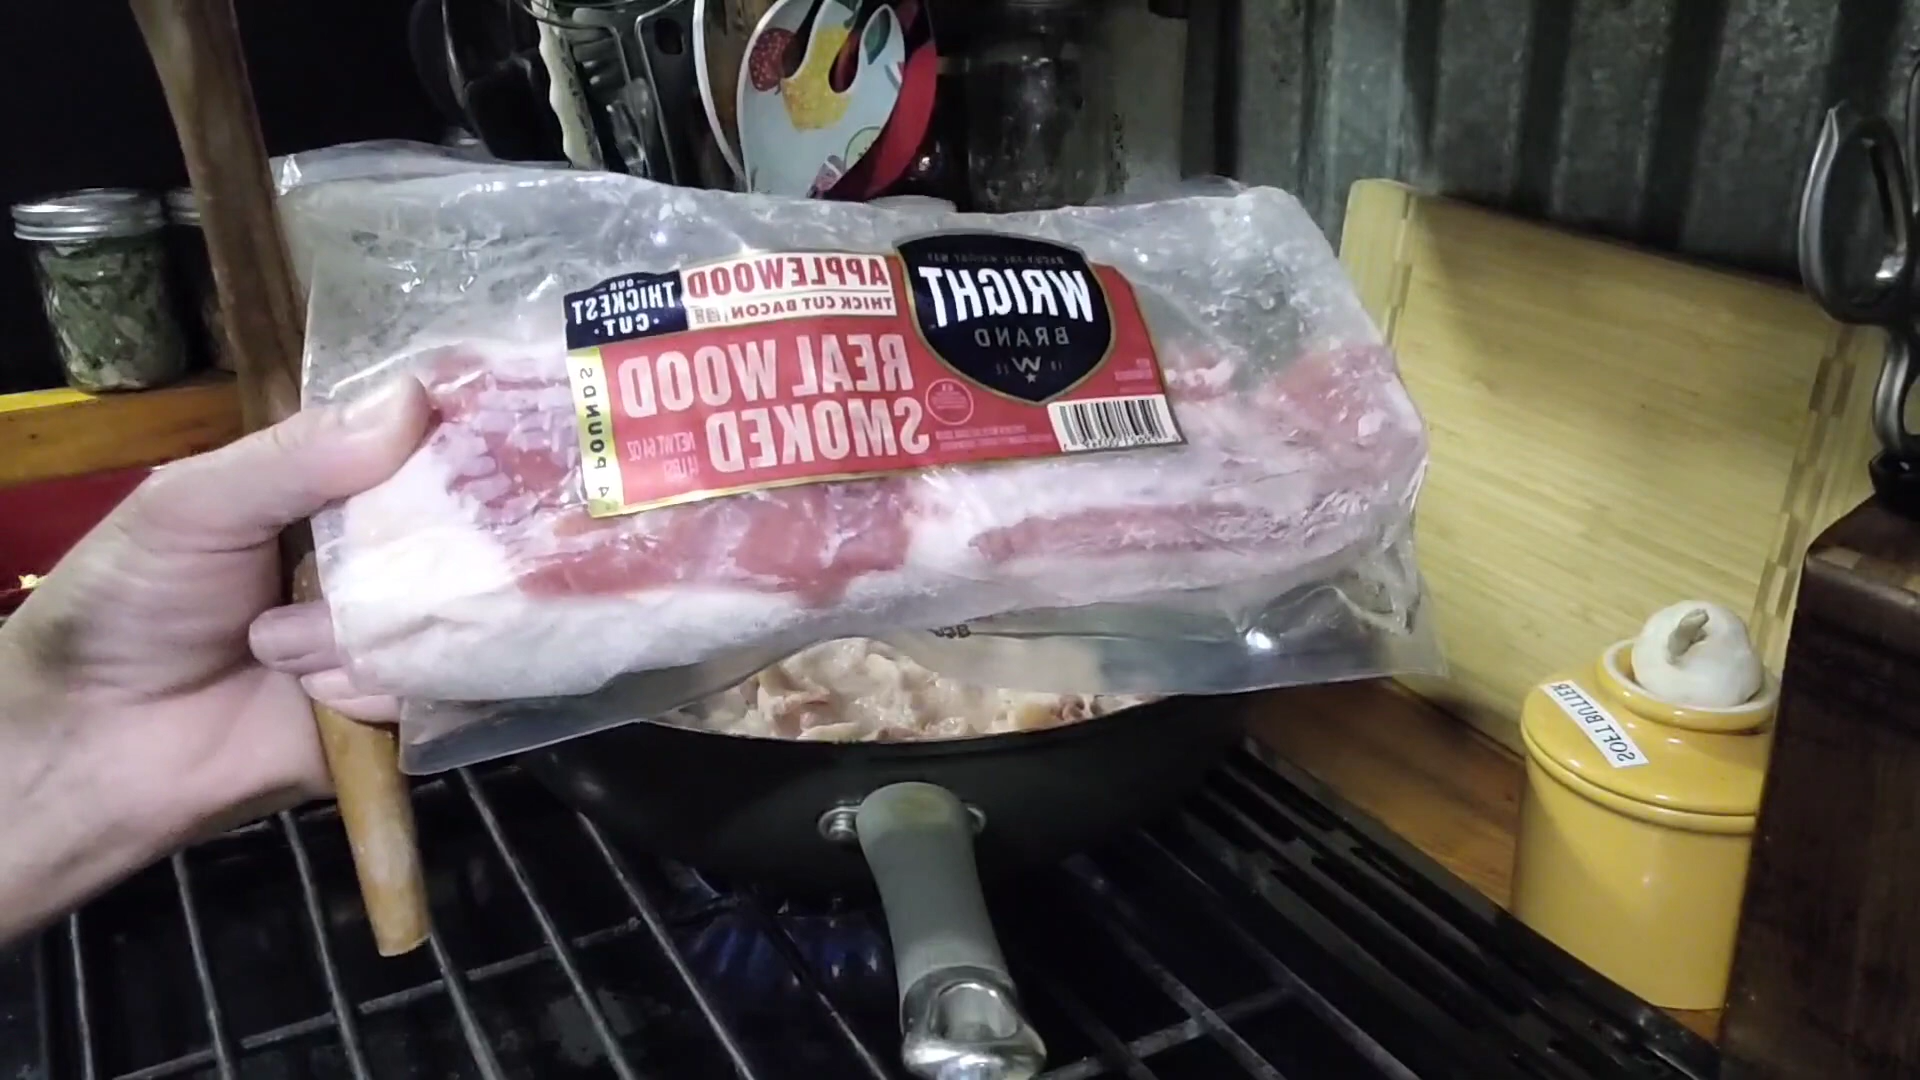 WRIGHT
BRAND
W
OUR
THICKEST
CUT
APPLEWOOD
THICK CUT BACON
REAL WOOD
SMOKED
NET WT 64 OZ
(4 LBS)
4 POUNDS
SOFT BUTTER